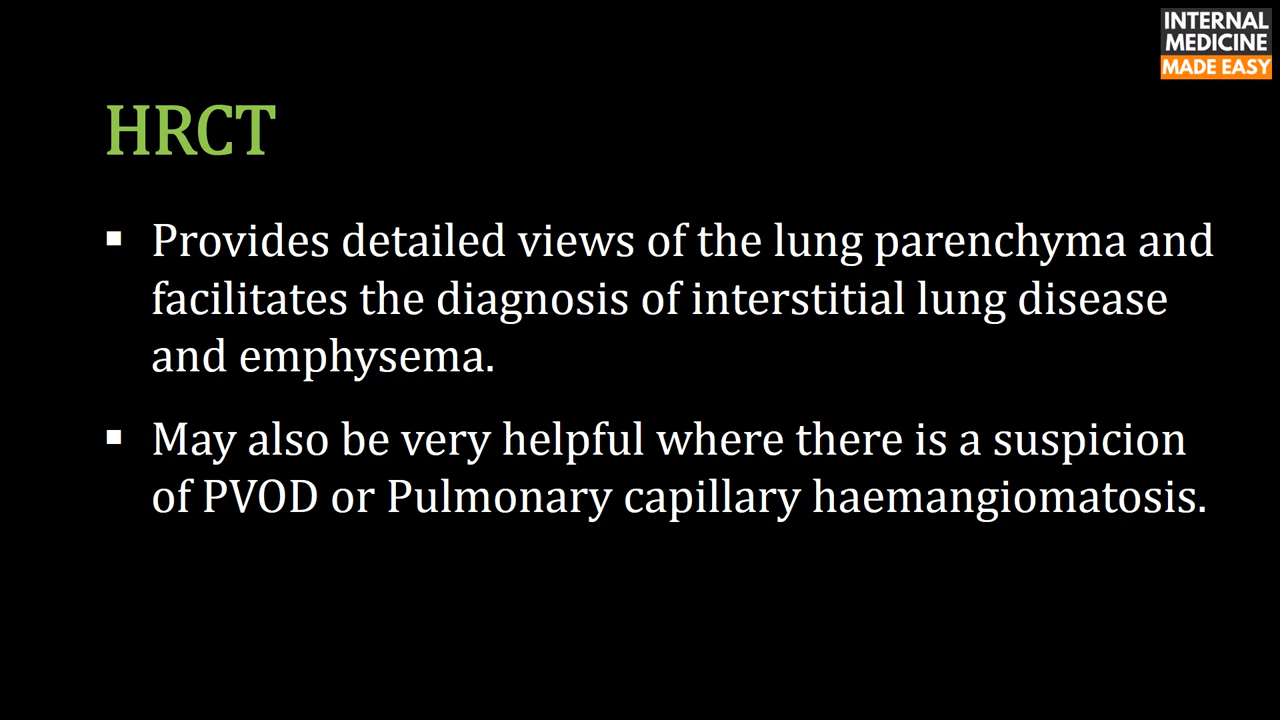 INTERNAL
MEDICINE
MADE EASY
HRCT
▪ Provides detailed views of the lung parenchyma and
facilitates the diagnosis of interstitial lung disease
and emphysema.
▪ May also be very helpful where there is a suspicion
of PVOD or Pulmonary capillary haemangiomatosis.